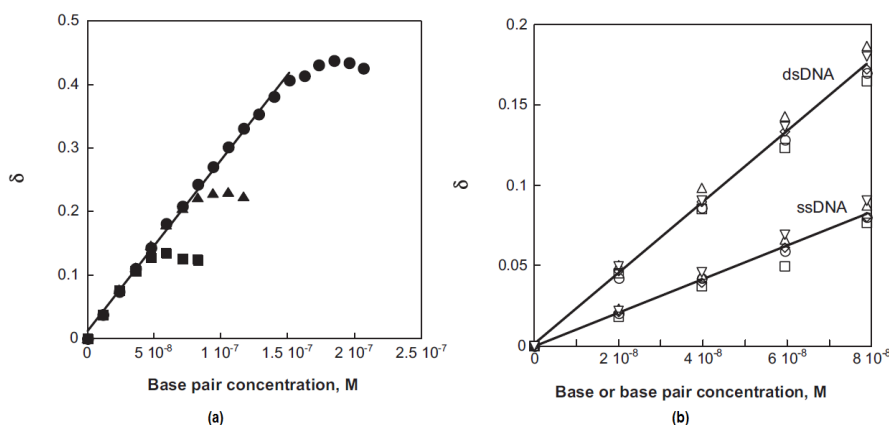 0.5
0.4
0.3
0.2
0.1
0
δ
0
5 10⁻⁸
1 10⁻⁷
1.5 10⁻⁷
2 10⁻⁷
2.5 10⁻⁷
Base pair concentration, M
(a)
0.2
0.15
0.1
0.05
0
δ
dsDNA
ssDNA
0
2 10⁻⁸
4 10⁻⁸
6 10⁻⁸
8 10⁻⁸
Base or base pair concentration, M
(b)